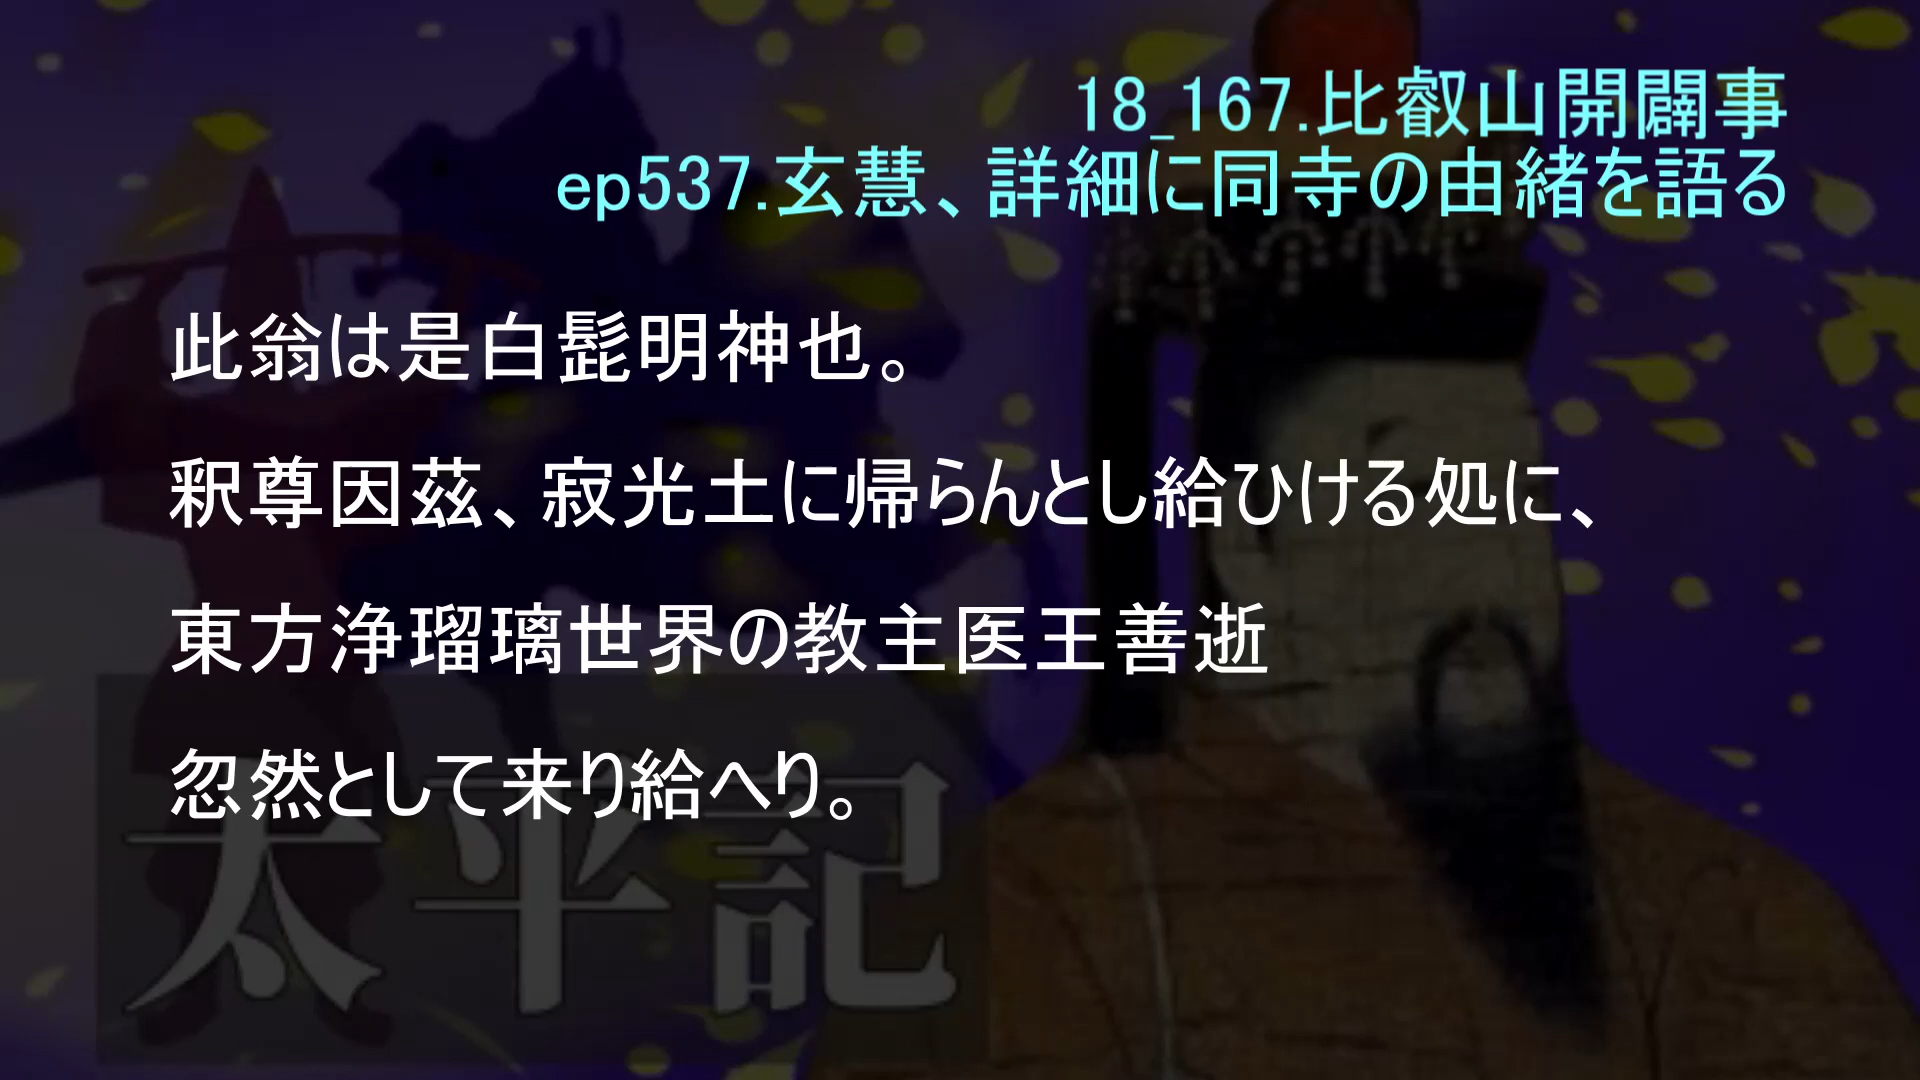 18_167.比叡山開闢事
ep537.玄慧、詳細に同寺の由緒を語る
此翁は是白髭明神也。
釈尊因茲、寂光土に帰らんとし給ひける処に、
東方浄瑠璃世界の教主医王善逝
忽然として来り給へり。
太平記